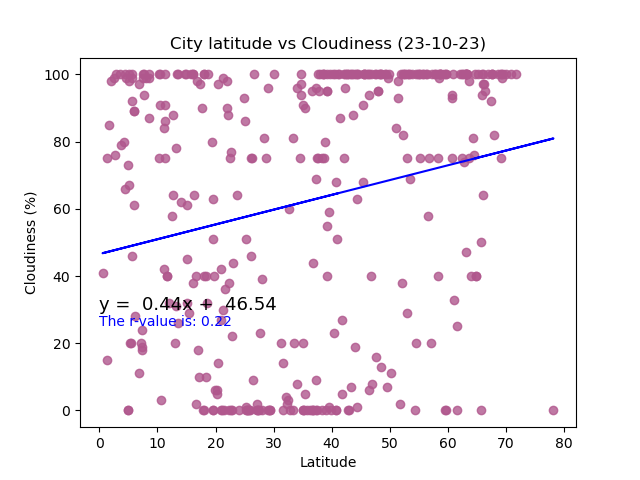 City latitude vs Cloudiness (23-10-23)
100
80
60
40
20
0
Cloudiness (%)
y = 0.44x + 46.54
The r-value is: 0.22
0 10 20 30 40 50 60 70 80
Latitude